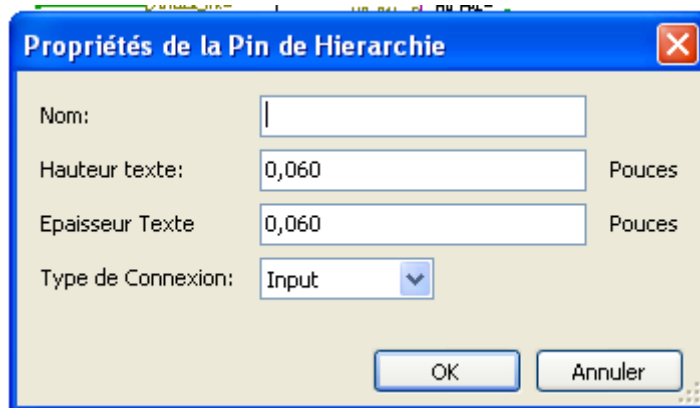 Propriétés de la Pin de Hierarchie
Nom:
Hauteur texte: 0,060 Pouces
Epaisseur Texte 0,060 Pouces
Type de Connexion: Input
OK Annuler